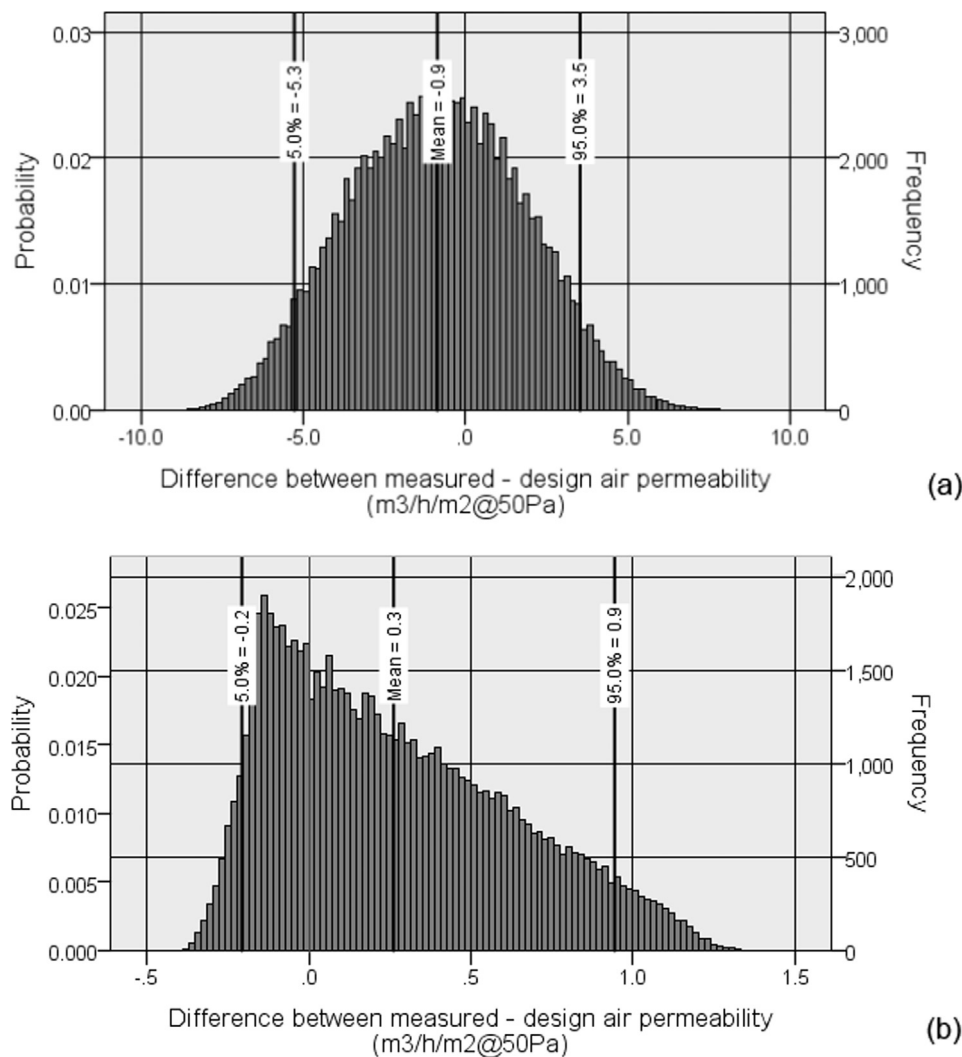 0.03
0.02
0.01
0.00
Probability
3,000
2,000
1,000
0
Frequency
5.0% = -5.3
Mean = -0.9
95.0% = 3.5
-10.0 -5.0 .0 5.0 10.0
Difference between measured - design air permeability
(m3/h/m2@50Pa)
(a)
0.025
0.020
0.015
0.010
0.005
0.000
Probability
2,000
1,500
1,000
500
0
Frequency
5.0% = -0.2
Mean = 0.3
95.0% = 0.9
-.5 .0 0.5 1.0 1.5
Difference between measured - design air permeability
(m3/h/m2@50Pa)
(b)